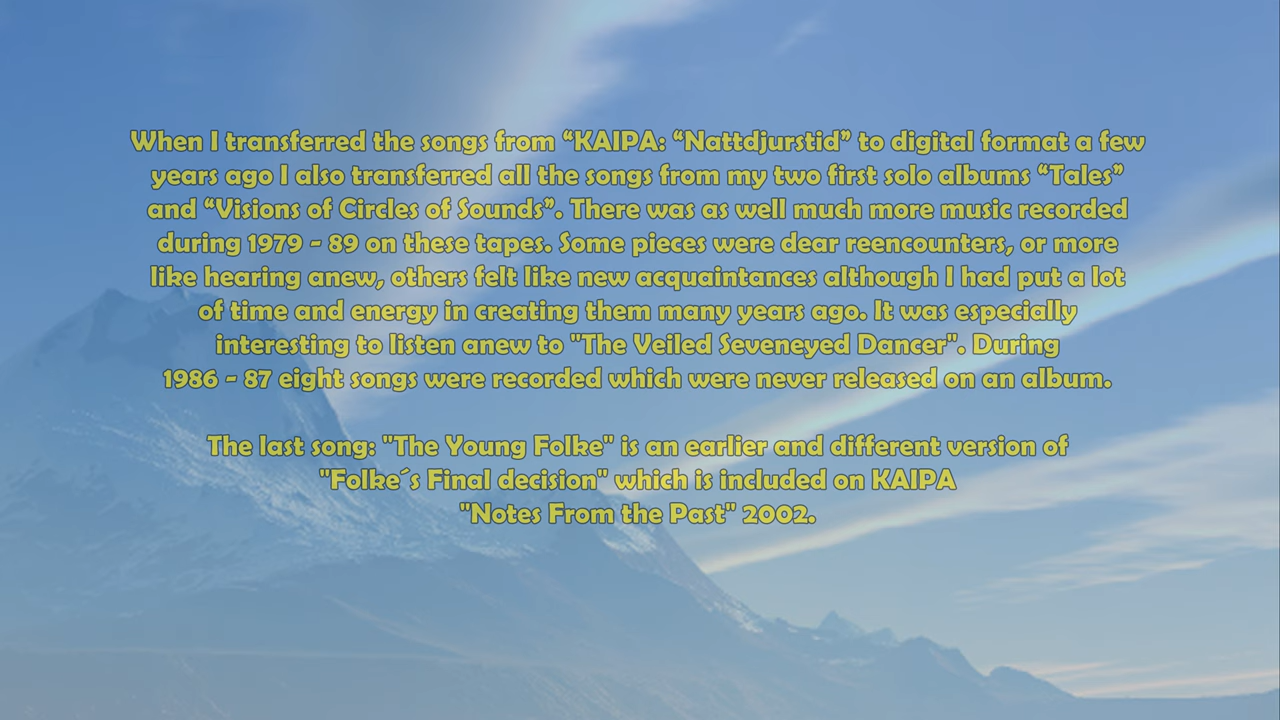 When I transferred the songs from “KAIPA: “Nattdjurstid” to digital format a few
years ago I also transferred all the songs from my two first solo albums “Tales”
and “Visions of Circles of Sounds”. There was as well much more music recorded
during 1979 - 89 on these tapes. Some pieces were dear reencounters, or more
like hearing anew, others felt like new acquaintances although I had put a lot
of time and energy in creating them many years ago. It was especially
interesting to listen anew to "The Veiled Seveneyed Dancer". During
1986 - 87 eight songs were recorded which were never released on an album.
The last song: "The Young Folke" is an earlier and different version of
"Folke´s Final decision" which is included on KAIPA
"Notes From the Past" 2002.